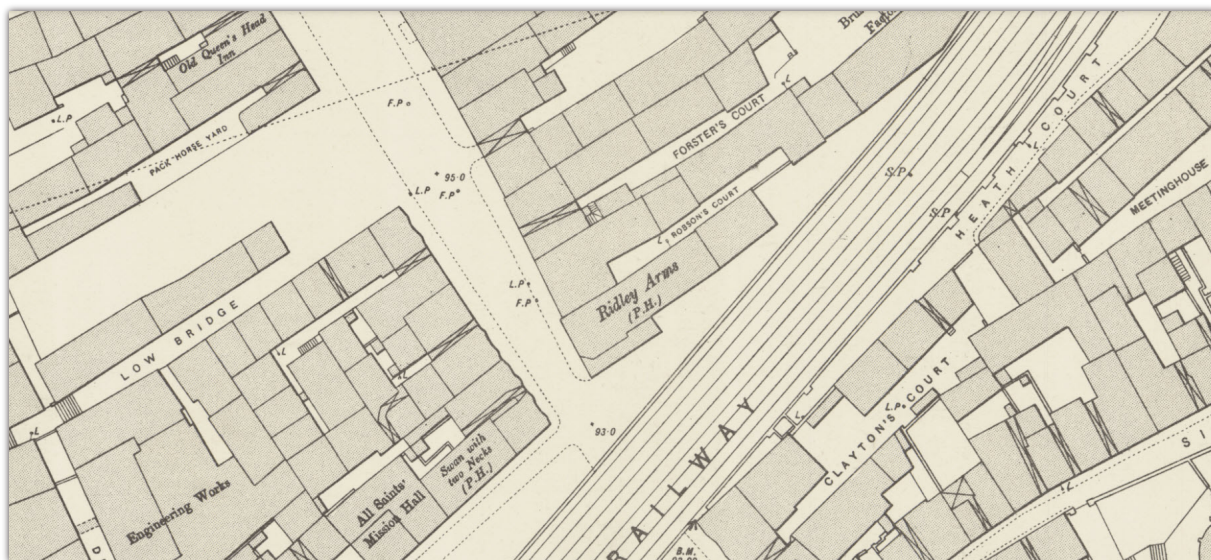 Old Queen's Head
Inn
L.P
F.P
PACK HORSE YARD
95·0
L.P
F.P
FORSTER'S COURT
ROBSON'S COURT
S.P
S.P
HEATH COURT
MEETINGHOUSE
L.P
F.P
Ridley Arms
(P.H.)
LOW BRIDGE
93·0
Swan with
two Necks
(P.H.)
All Saints'
Mission Hall
Engineering Works
RAILWAY
CLAYTON'S COURT
L.P
L
B.M.